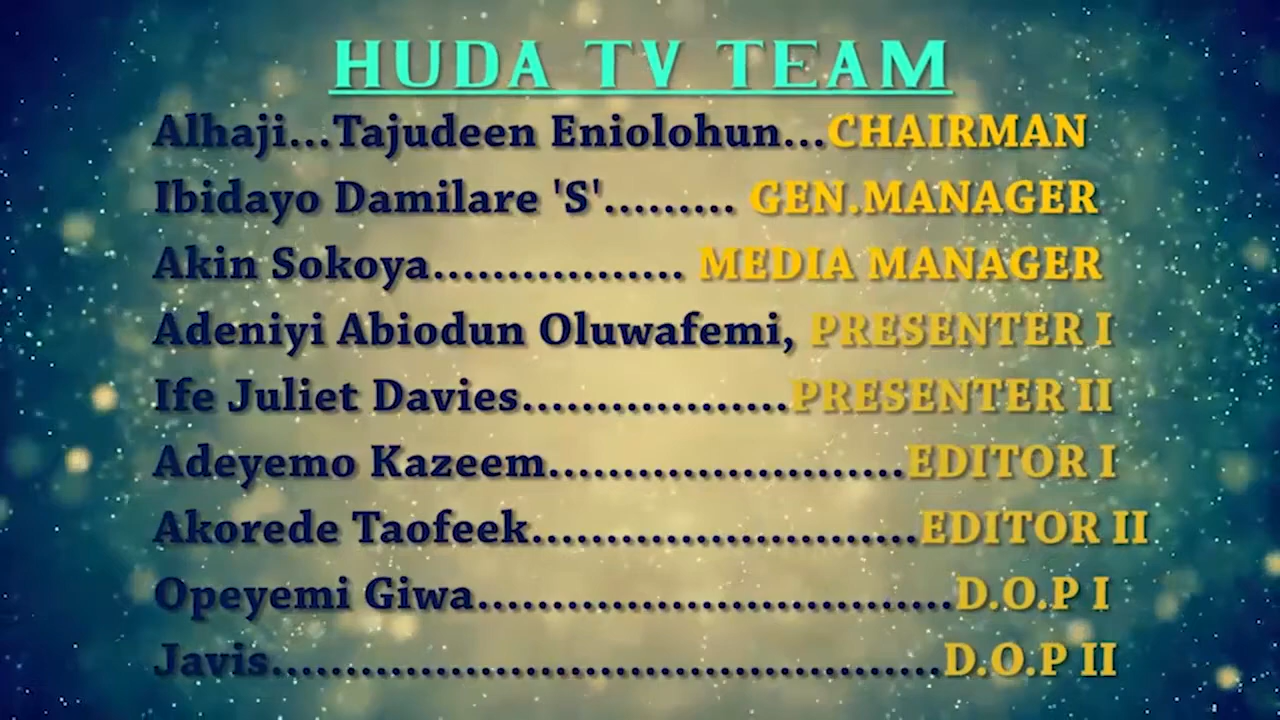 HUDA TV TEAM
Alhaji...Tajudeen Eniolohun...CHAIRMAN
Ibidayo Damilare 'S'......... GEN.MANAGER
Akin Sokoya................. MEDIA MANAGER
Adeniyi Abiodun Oluwafemi, PRESENTER I
Ife Juliet Davies..................PRESENTER II
Adeyemo Kazeem........................EDITOR I
Akorede Taofeek..........................EDITOR II
Opeyemi Giwa................................D.O.P I
Javis.............................................D.O.P II